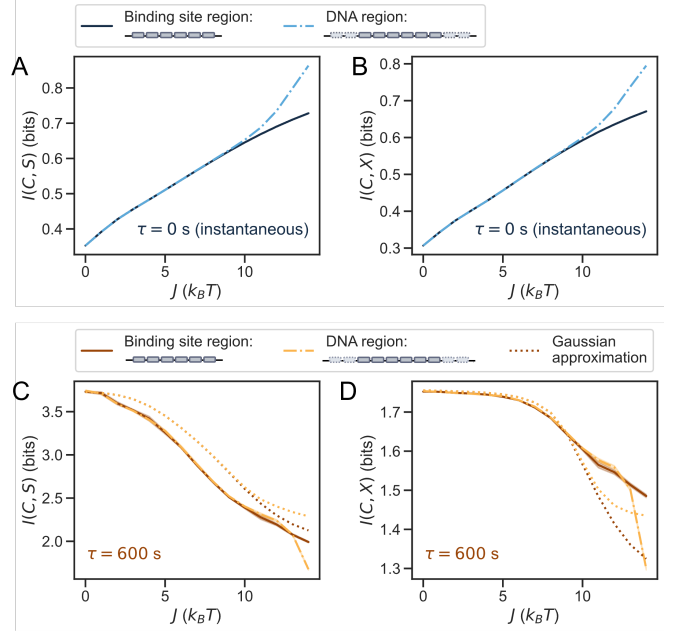 Binding site region:
DNA region:
A
B
I(C, S) (bits)
0.8
0.7
0.6
0.5
0.4
τ = 0 s (instantaneous)
0
5
10
J (k_BT)
I(C, X) (bits)
0.8
0.7
0.6
0.5
0.4
0.3
τ = 0 s (instantaneous)
0
5
10
J (k_BT)
Binding site region:
DNA region:
Gaussian
approximation
C
D
I(C, S) (bits)
3.5
3.0
2.5
2.0
τ = 600 s
0
5
10
J (k_BT)
I(C, X) (bits)
1.7
1.6
1.5
1.4
1.3
τ = 600 s
0
5
10
J (k_BT)